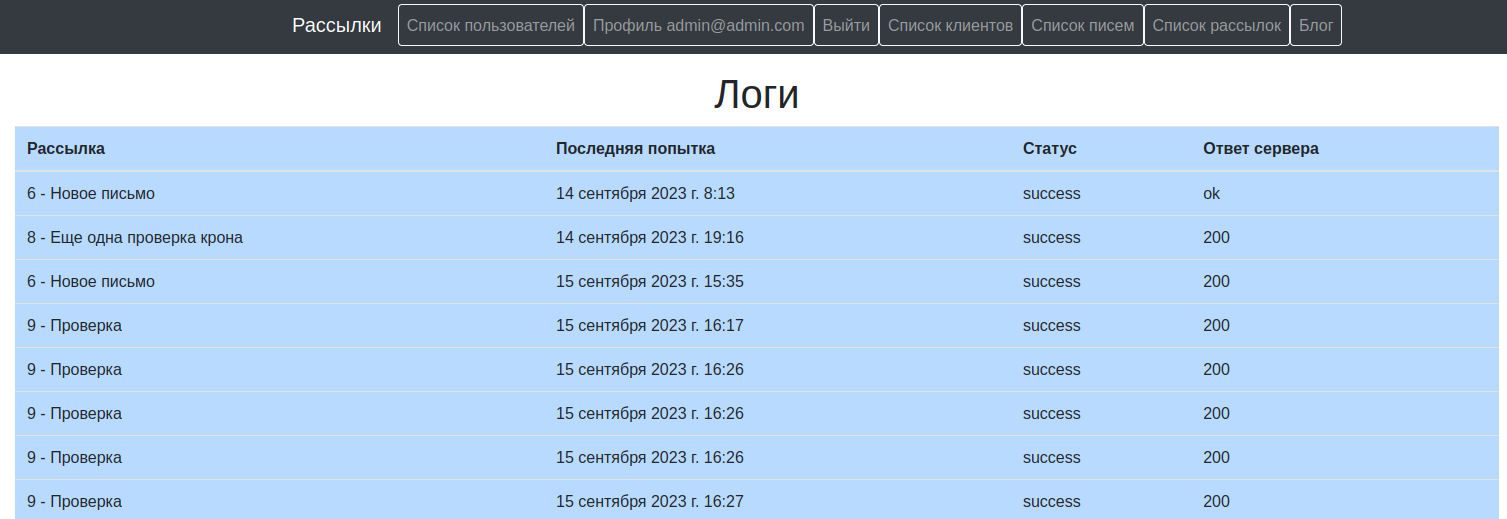 Рассылки Список пользователей Профиль admin@admin.com Выйти Список клиентов Список писем Список рассылок Блог
Логи
Рассылка Последняя попытка Статус Ответ сервера
6 - Новое письмо 14 сентября 2023 г. 8:13 success ok
8 - Еще одна проверка крона 14 сентября 2023 г. 19:16 success 200
6 - Новое письмо 15 сентября 2023 г. 15:35 success 200
9 - Проверка 15 сентября 2023 г. 16:17 success 200
9 - Проверка 15 сентября 2023 г. 16:26 success 200
9 - Проверка 15 сентября 2023 г. 16:26 success 200
9 - Проверка 15 сентября 2023 г. 16:26 success 200
9 - Проверка 15 сентября 2023 г. 16:27 success 200